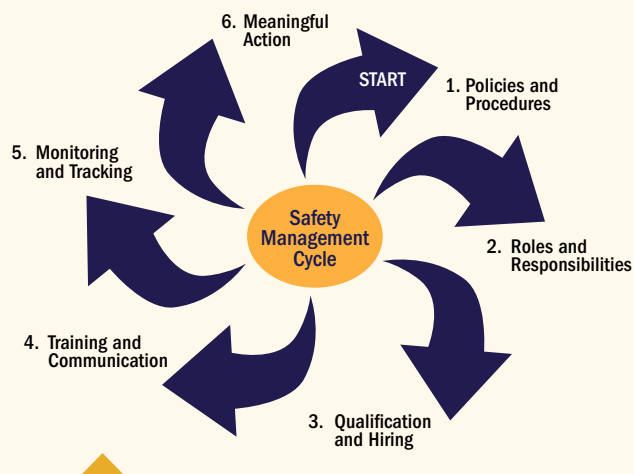 START
1. Policies and
Procedures
2. Roles and
Responsibilities
3. Qualification
and Hiring
4. Training and
Communication
5. Monitoring
and Tracking
6. Meaningful
Action
Safety
Management
Cycle